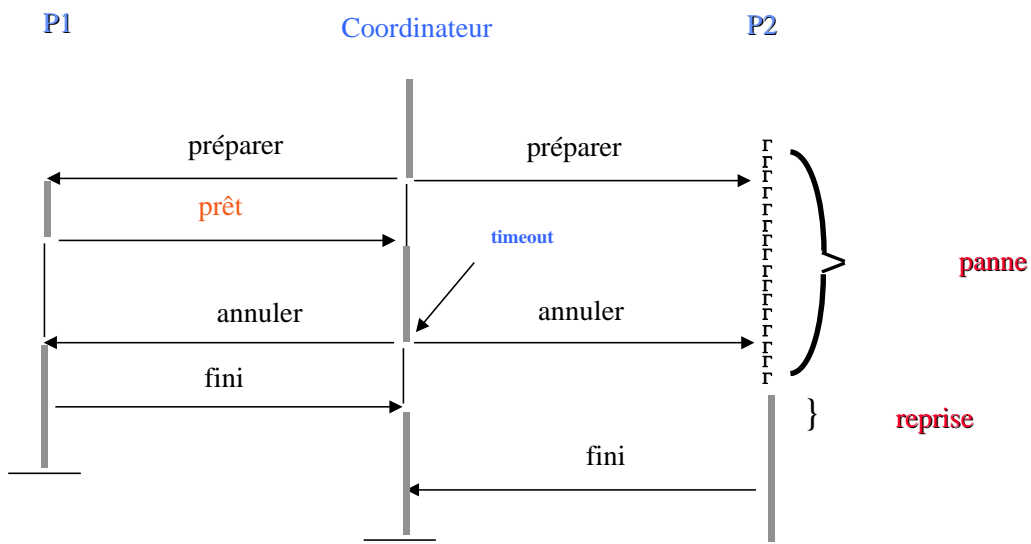 P1
Coordinateur
P2
préparer
préparer
prêt
timeout
panne
annuler
annuler
fini
}
reprise
fini